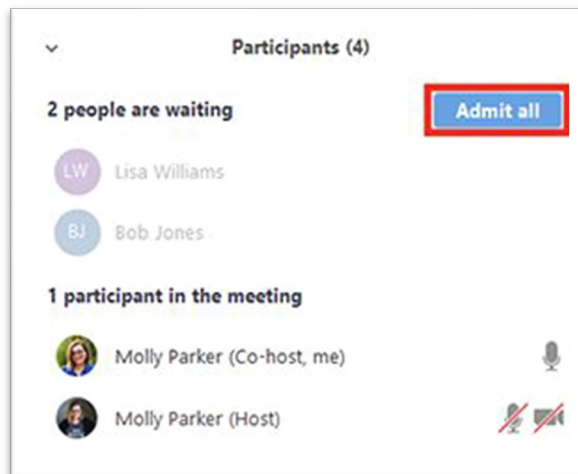 Participants (4)
2 people are waiting
Admit all
LW Lisa Williams
BJ Bob Jones
1 participant in the meeting
Molly Parker (Co-host, me)
Molly Parker (Host)